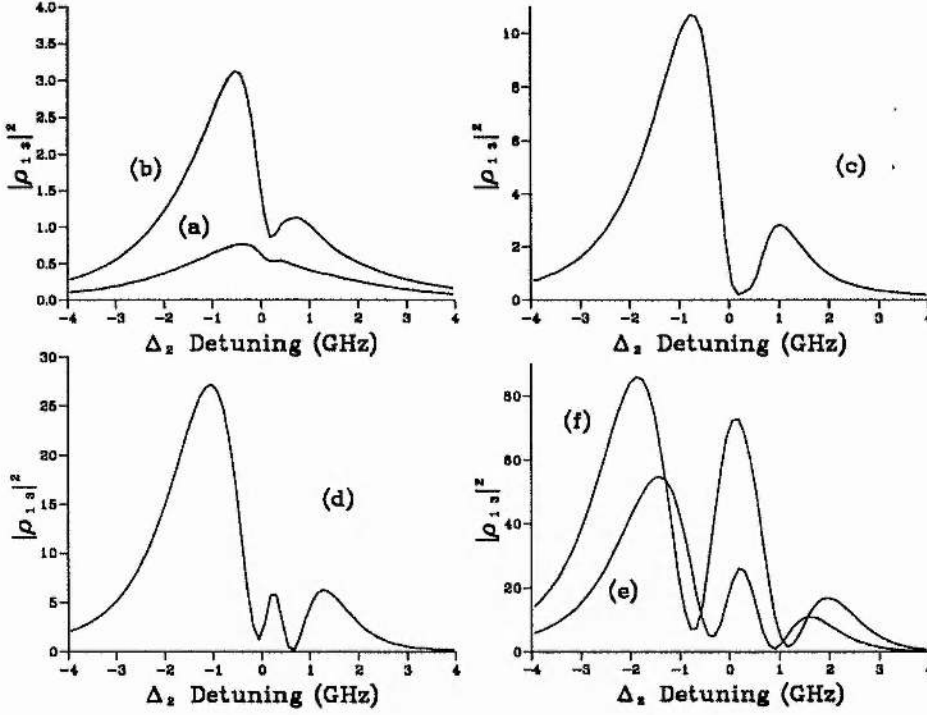 4.0
3.5
3.0
2.5
2.0
1.5
1.0
0.5
0.0
|ρ₁₃|²
(b)
(a)
-4 -3 -2 -1 0 1 2 3 4
Δ₂ Detuning (GHz)
10
8
6
4
2
0
|ρ₁₃|²
(c)
-4 -3 -2 -1 0 1 2 3 4
Δ₂ Detuning (GHz)
30
25
20
15
10
5
0
|ρ₁₃|²
(d)
-4 -3 -2 -1 0 1 2 3 4
Δ₂ Detuning (GHz)
80
60
40
20
0
|ρ₁₃|²
(f)
(e)
-4 -3 -2 -1 0 1 2 3 4
Δ₂ Detuning (GHz)